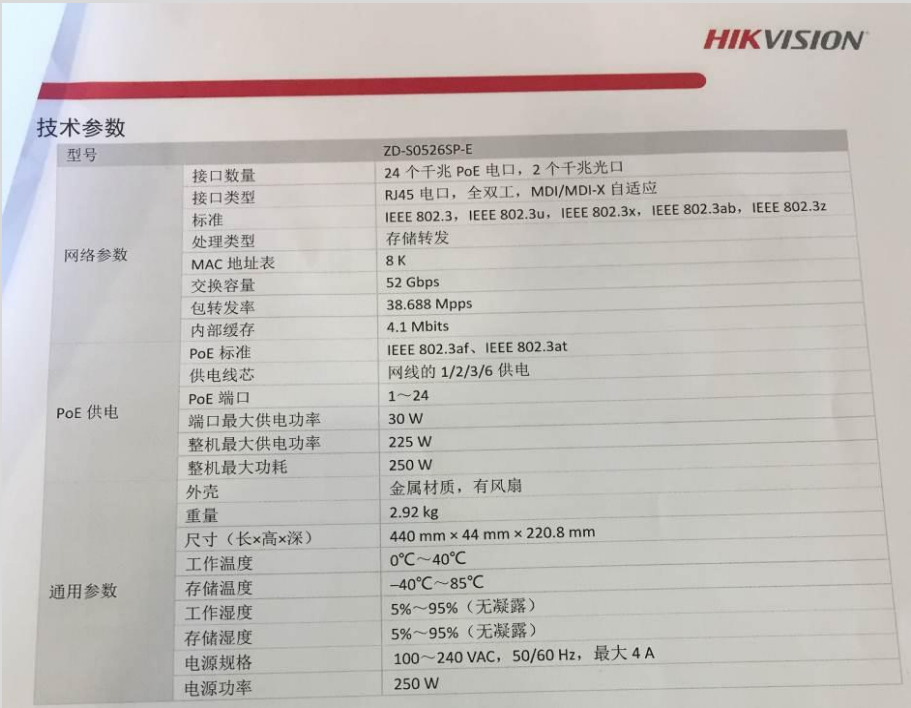 HIKVISION
技术参数
型号 ZD-S0526SP-E
网络参数
接口数量 24 个千兆 PoE 电口，2 个千兆光口
接口类型 RJ45 电口，全双工，MDI/MDI-X 自适应
标准 IEEE 802.3，IEEE 802.3u，IEEE 802.3x，IEEE 802.3ab，IEEE 802.3z
处理类型 存储转发
MAC 地址表 8 K
交换容量 52 Gbps
包转发率 38.688 Mpps
内部缓存 4.1 Mbits
PoE 供电
PoE 标准 IEEE 802.3af、IEEE 802.3at
供电线芯 网线的 1/2/3/6 供电
PoE 端口 1～24
端口最大供电功率 30 W
整机最大供电功率 225 W
整机最大功耗 250 W
通用参数
外壳 金属材质，有风扇
重量 2.92 kg
尺寸（长×高×深） 440 mm × 44 mm × 220.8 mm
工作温度 0℃～40℃
存储温度 –40℃～85℃
工作湿度 5%～95%（无凝露）
存储湿度 5%～95%（无凝露）
电源规格 100～240 VAC，50/60 Hz，最大 4 A
电源功率 250 W